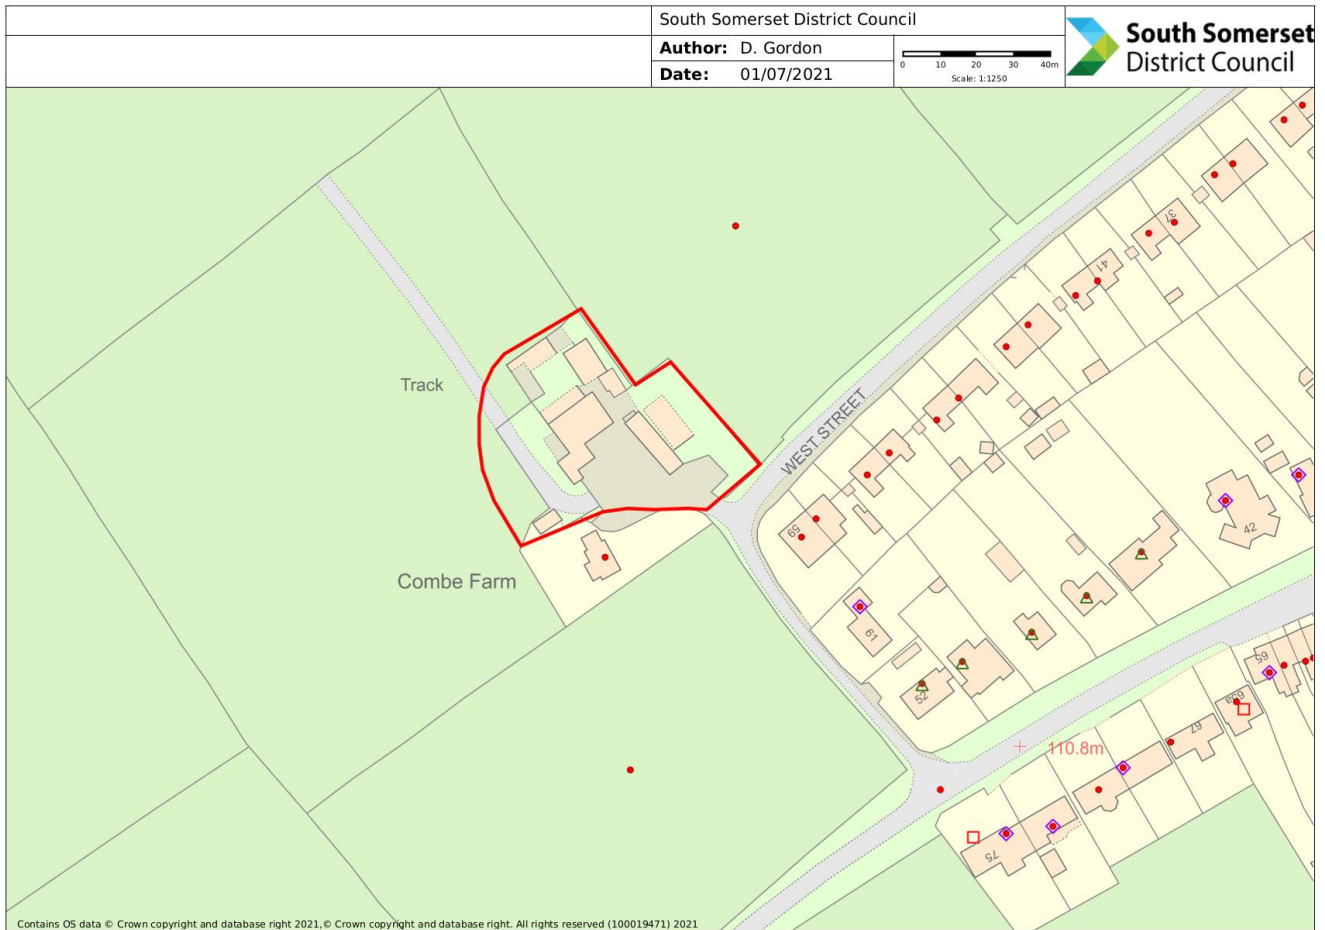 South Somerset District Council
Author: D. Gordon
Date: 01/07/2021
0 10 20 30 40m
Scale: 1:1250
South Somerset
District Council
37
41
Track
WEST STREET
59
42
Combe Farm
61
52
65
63a
67
110.8m
75
Contains OS data © Crown copyright and database right 2021,© Crown copyright and database right. All rights reserved (100019471) 2021